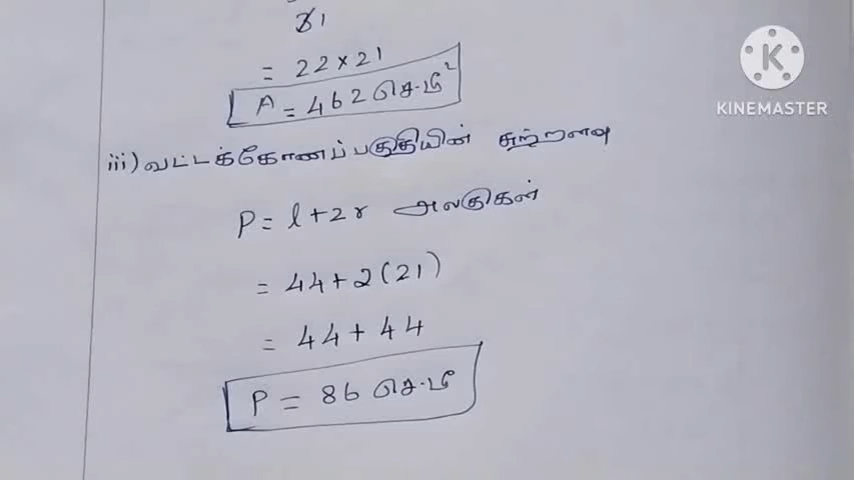 21
= 22 × 21
A = 462 செ.மீ²
KINEMASTER
iii) வட்டக்கோணப்பகுதியின் சுற்றளவு
P = l + 2r அலகுகள்
= 44 + 2(21)
= 44 + 44
P = 86 செ.மீ